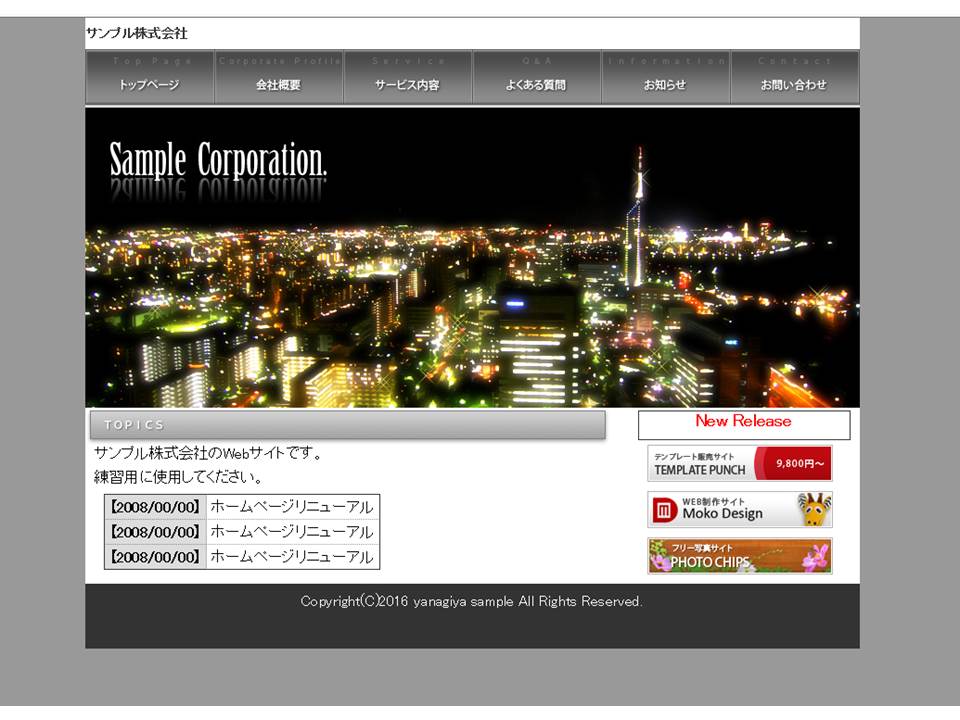 サンプル株式会社
Top Page
トップページ
Corporate Profile
会社概要
Service
サービス内容
Q&A
よくある質問
Information
お知らせ
Contact
お問い合わせ
Sample Corporation.
TOPICS
サンプル株式会社のWebサイトです。
練習用に使用してください。
【2008/00/00】 ホームページリニューアル
【2008/00/00】 ホームページリニューアル
【2008/00/00】 ホームページリニューアル
New Release
テンプレート販売サイト
TEMPLATE PUNCH
9,800円～
WEB制作サイト
Moko Design
フリー写真サイト
PHOTO CHIPS
Copyright(C)2016 yanagiya sample All Rights Reserved.